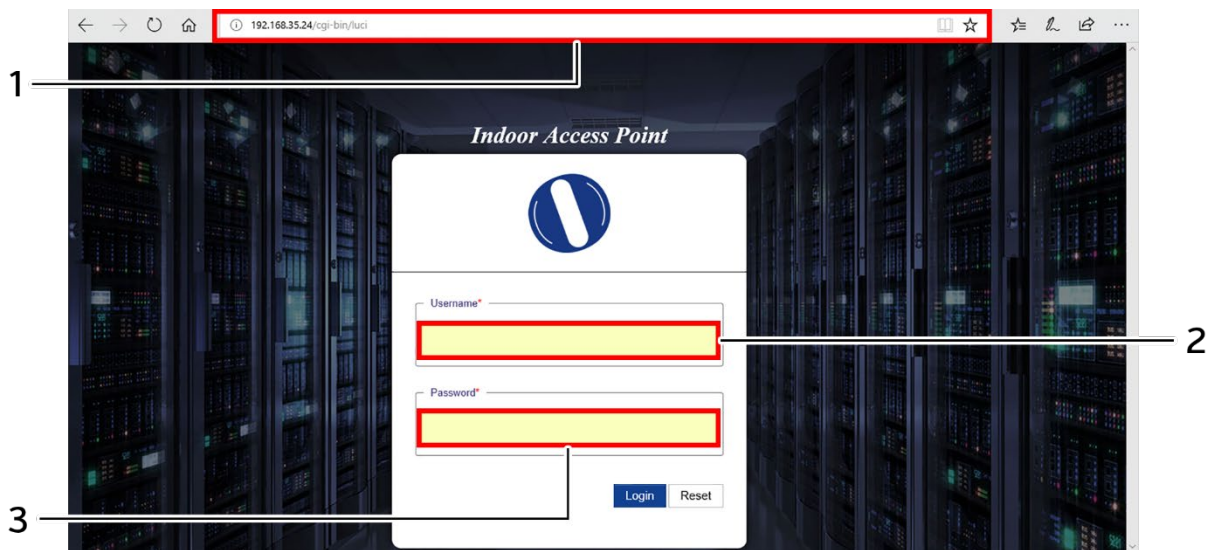 192.168.35.24/cgi-bin/luci
1
Indoor Access Point
Username*
2
Password*
Login Reset
3